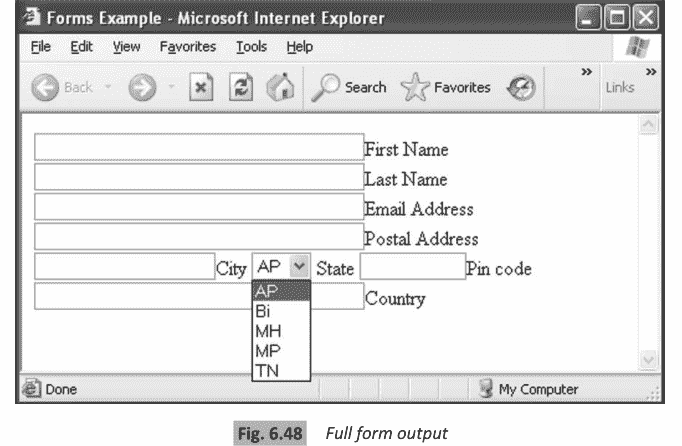 Forms Example - Microsoft Internet Explorer
File Edit View Favorites Tools Help
Back Search Favorites » Links »
First Name
Last Name
Email Address
Postal Address
City AP State Pin code
AP
Country
Bi
MH
MP
TN
Done My Computer
Fig. 6.48 Full form output